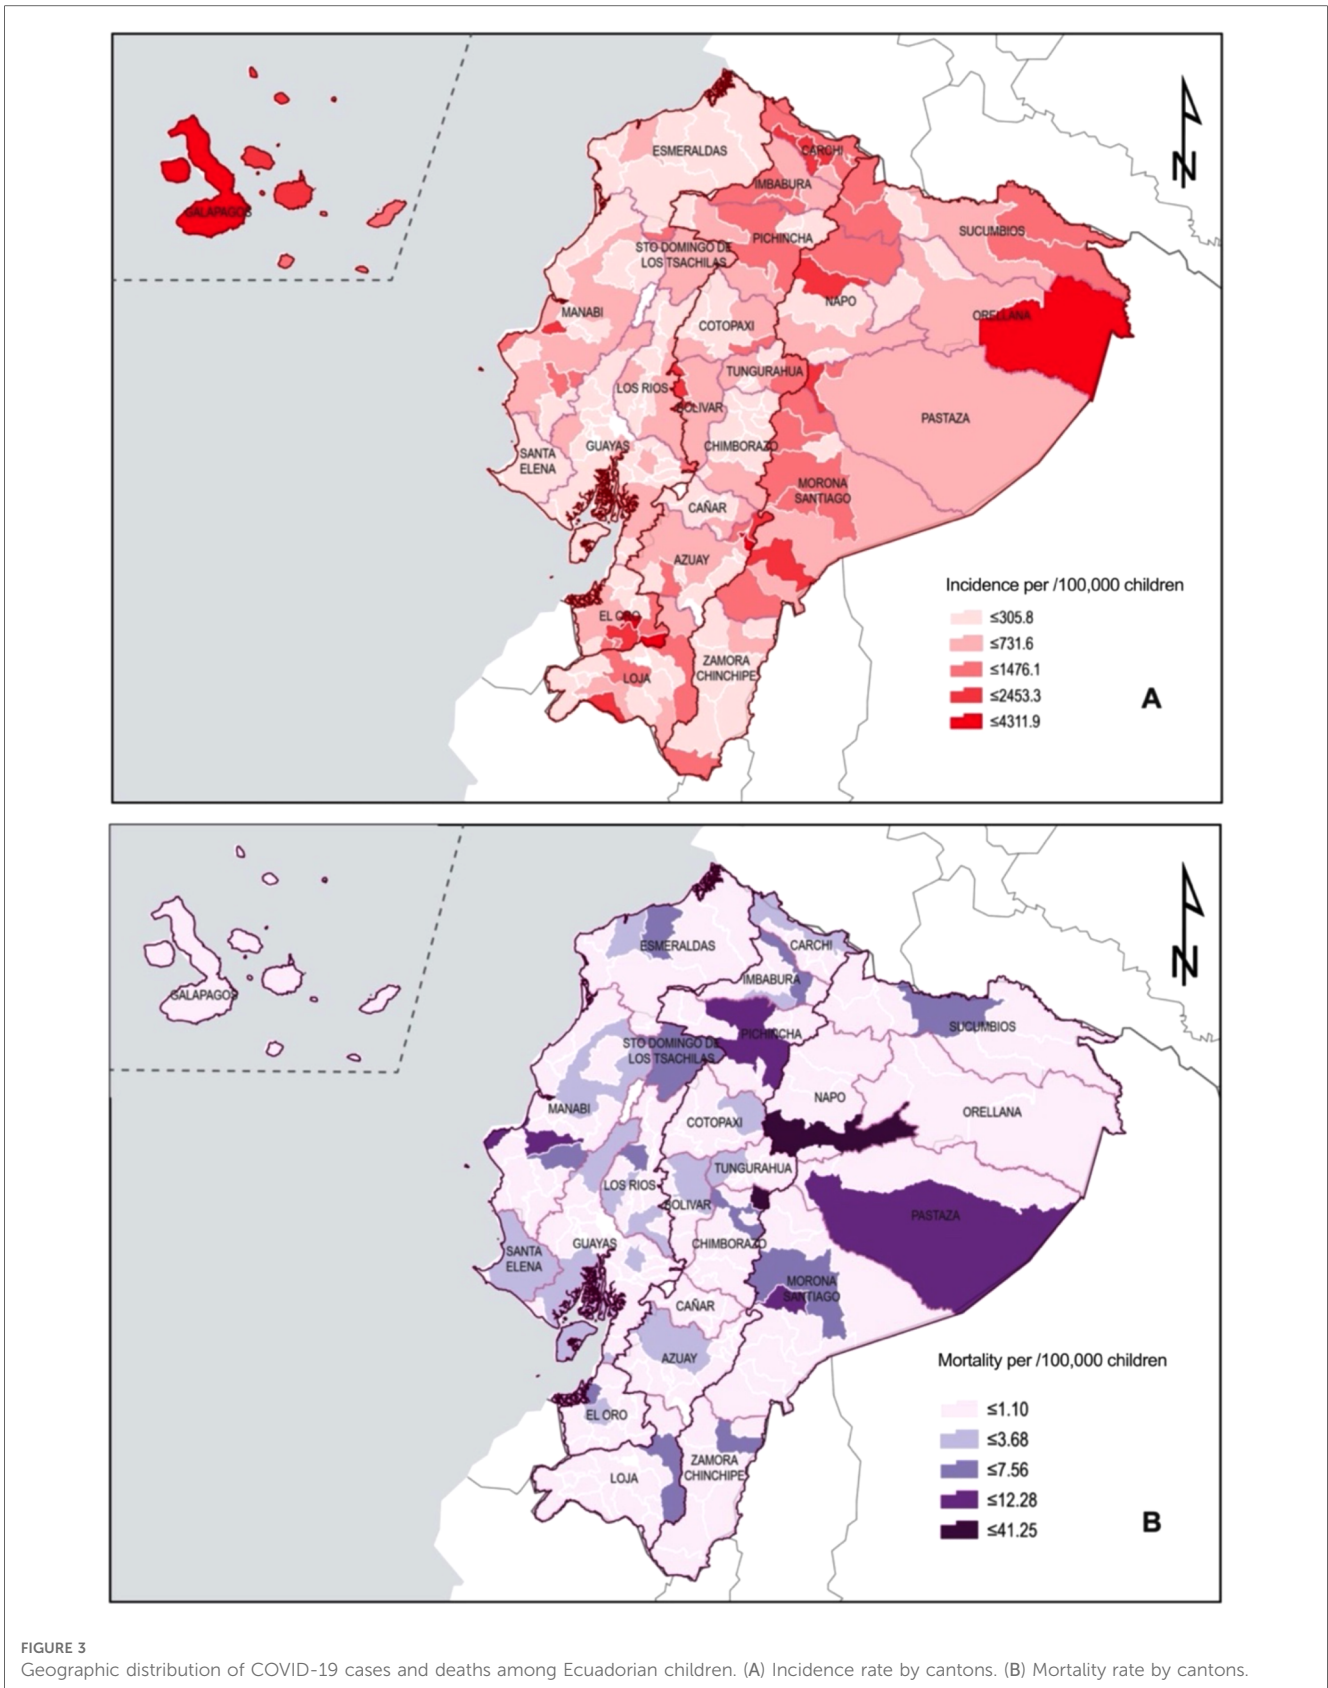 GALAPAGOS
ESMERALDAS
CARCHI
IMBABURA
SUCUMBIOS
PICHINCHA
STO DOMINGO DE
LOS TSACHILAS
NAPO
MANABI
ORELLANA
COTOPAXI
TUNGURAHUA
LOS RIOS
BOLIVAR
PASTAZA
GUAYAS
CHIMBORAZO
SANTA
ELENA
MORONA
SANTIAGO
CAÑAR
AZUAY
EL ORO
ZAMORA
CHINCHIPE
LOJA
N
Incidence per /100,000 children
≤305.8
≤731.6
≤1476.1
≤2453.3
≤4311.9
A
GALAPAGOS
ESMERALDAS
CARCHI
IMBABURA
SUCUMBIOS
PICHINCHA
STO DOMINGO DE
LOS TSACHILAS
NAPO
MANABI
ORELLANA
COTOPAXI
TUNGURAHUA
LOS RIOS
BOLIVAR
PASTAZA
GUAYAS
CHIMBORAZO
SANTA
ELENA
MORONA
SANTIAGO
CAÑAR
AZUAY
EL ORO
ZAMORA
CHINCHIPE
LOJA
N
Mortality per /100,000 children
≤1.10
≤3.68
≤7.56
≤12.28
≤41.25
B
FIGURE 3
Geographic distribution of COVID-19 cases and deaths among Ecuadorian children. (A) Incidence rate by cantons. (B) Mortality rate by cantons.